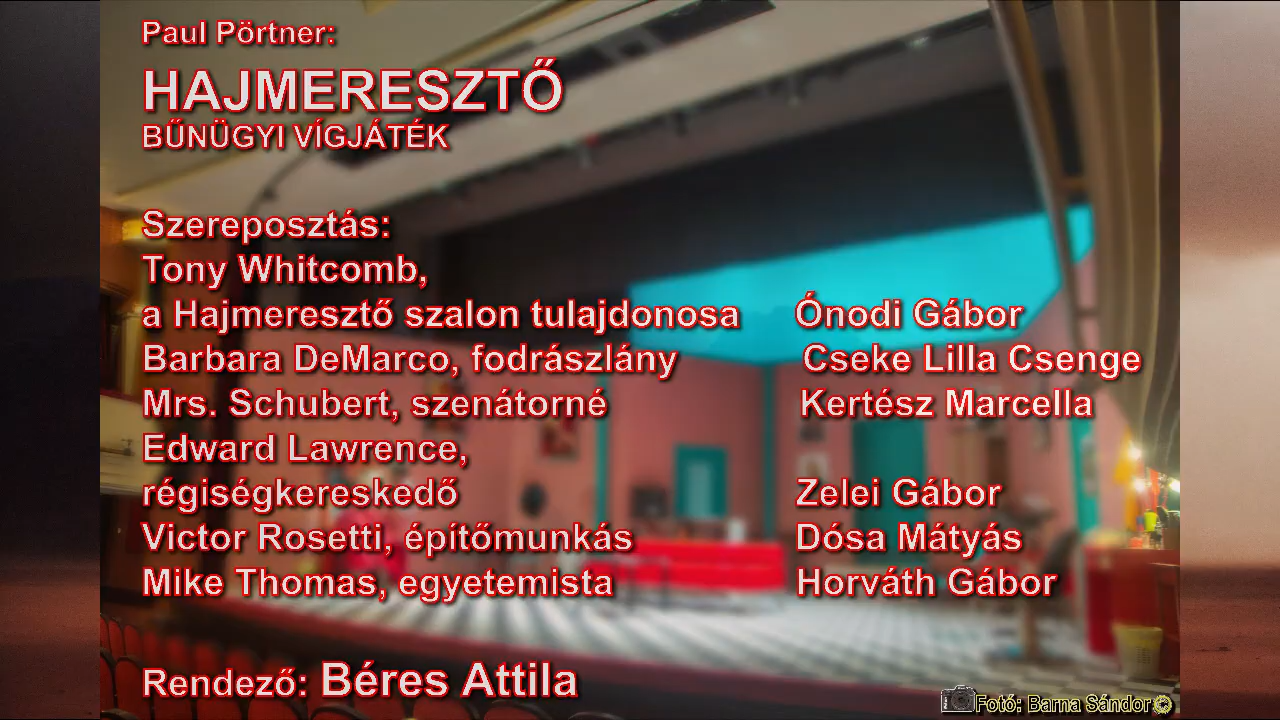 Paul Pörtner:
HAJMERESZTŐ
BŰNÜGYI VÍGJÁTÉK
Szereposztás:
Tony Whitcomb,
a Hajmeresztő szalon tulajdonosa Ónodi Gábor
Barbara DeMarco, fodrászlány Cseke Lilla Csenge
Mrs. Schubert, szenátorné Kertész Marcella
Edward Lawrence,
régiségkereskedő Zelei Gábor
Victor Rosetti, építőmunkás Dósa Mátyás
Mike Thomas, egyetemista Horváth Gábor
Rendező: Béres Attila
Fotó: Barna Sándor